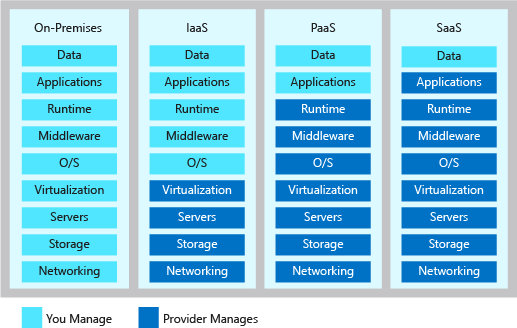 On-Premises IaaS PaaS SaaS
Data Data Data Data
Applications Applications Applications Applications
Runtime Runtime Runtime Runtime
Middleware Middleware Middleware Middleware
O/S O/S O/S O/S
Virtualization Virtualization Virtualization Virtualization
Servers Servers Servers Servers
Storage Storage Storage Storage
Networking Networking Networking Networking
You Manage Provider Manages